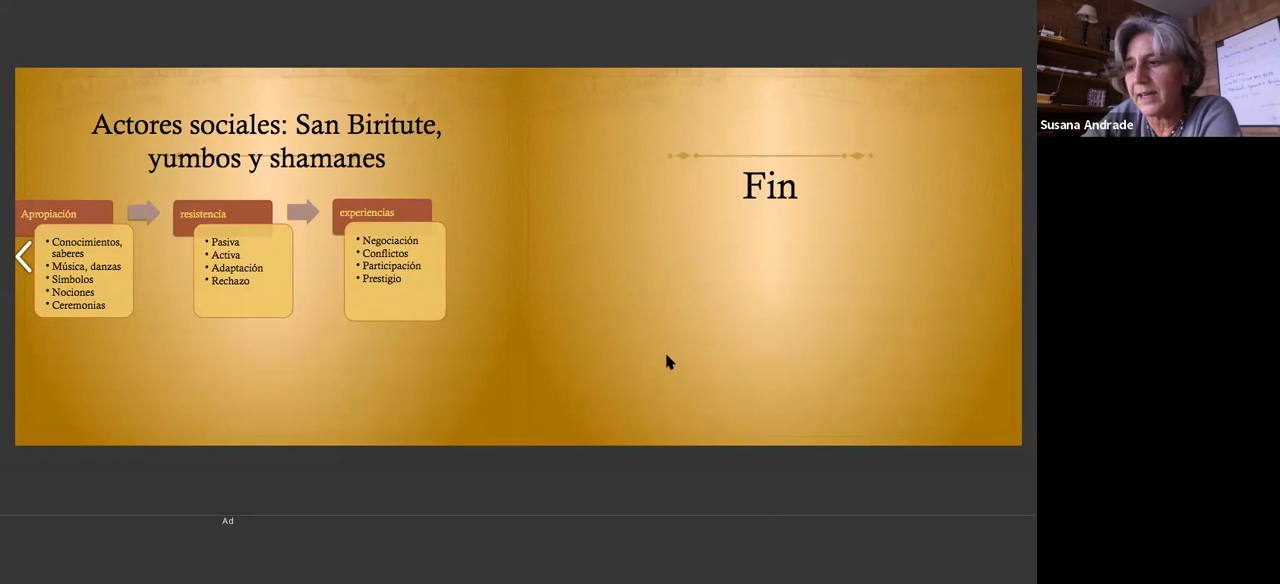 Actores sociales: San Biritute,
yumbos y shamanes
Apropiación
• Conocimientos,
saberes
• Música, danzas
• Símbolos
• Nociones
• Ceremonias
resistencia
• Pasiva
• Activa
• Adaptación
• Rechazo
experiencias
• Negociación
• Conflictos
• Participación
• Prestigio
Fin
Ad
Susana Andrade